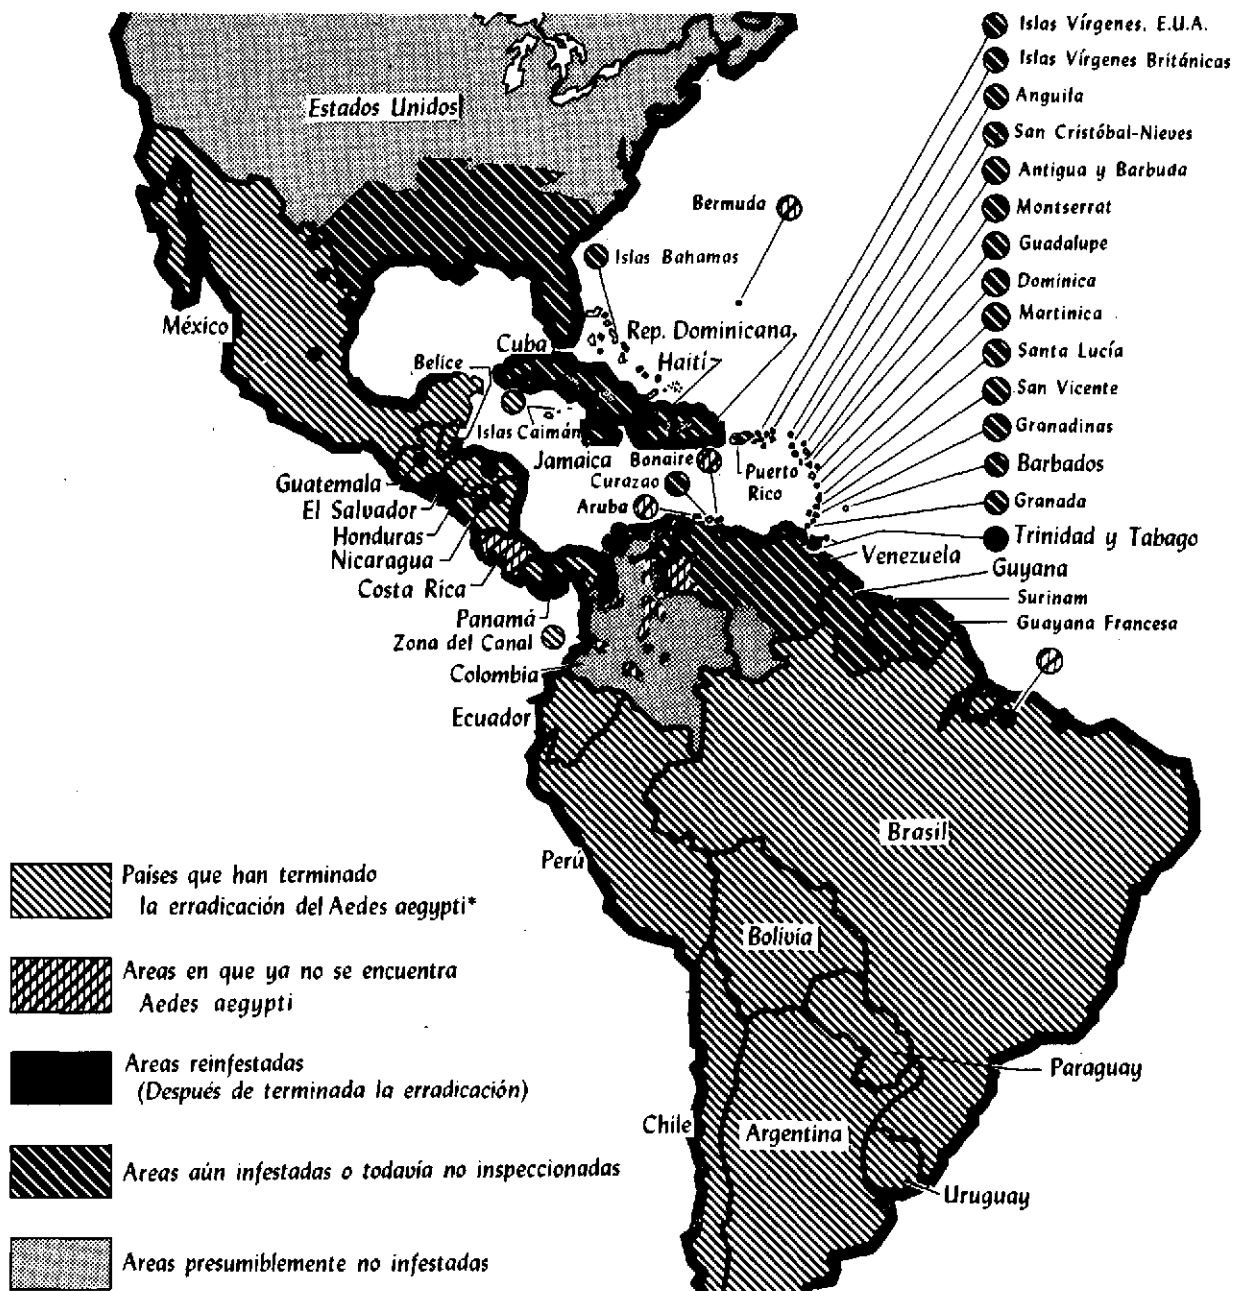 Islas Vírgenes, E.U.A.
Islas Vírgenes Británicas
Anguila
San Cristóbal-Nieves
Antigua y Barbuda
Montserrat
Guadalupe
Domínica
Martinica
Santa Lucía
San Vicente
Granadinas
Barbados
Granada
Trinidad y Tabago
Estados Unidos
Bermuda
Islas Bahamas
México
Rep. Dominicana,
Cuba
Haití
Belice
Islas Caimán
Jamaica
Bonaire
Puerto
Rico
Curazao
Aruba
Guatemala
El Salvador
Honduras
Nicaragua
Costa Rica
Panamá
Zona del Canal
Colombia
Ecuador
Venezuela
Guyana
Surinam
Guayana Francesa
Brasil
Perú
Bolivia
Paraguay
Chile
Argentina
Uruguay
Países que han terminado
la erradicación del Aedes aegypti*
Areas en que ya no se encuentra
Aedes aegypti
Areas reinfestadas
(Después de terminada la erradicación)
Areas aún infestadas o todavía no inspeccionadas
Areas presumiblemente no infestadas